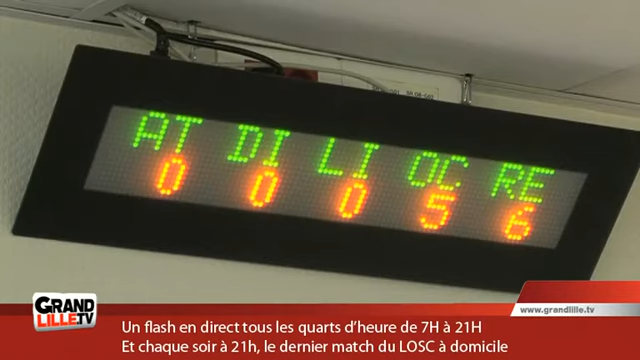 AT DI LI OC RE
0 0 0 5 6
GRAND
LILLE.TV
www.grandlille.tv
Un flash en direct tous les quarts d'heure de 7H à 21H
Et chaque soir à 21h, le dernier match du LOSC à domicile